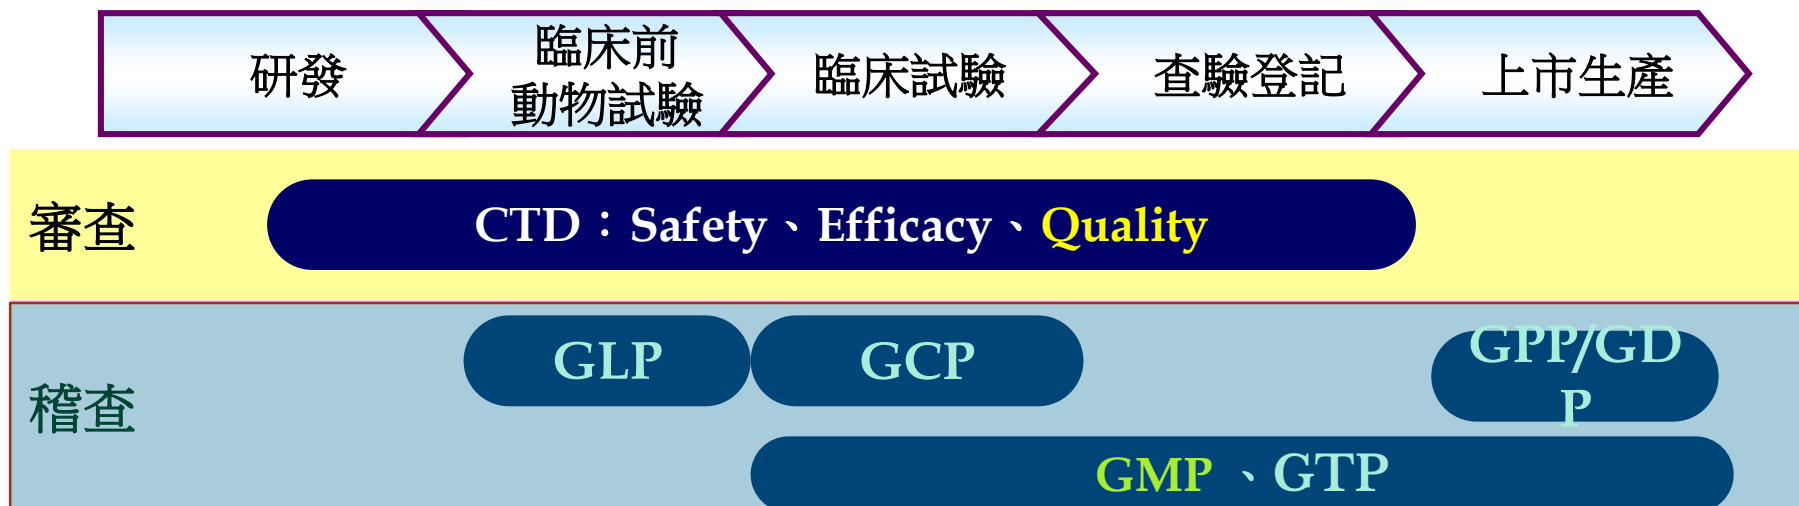 研發
臨床前
動物試驗
臨床試驗
查驗登記
上市生產
審查
CTD：Safety、Efficacy、Quality
稽查
GLP
GCP
GPP/GD
P
GMP 、GTP